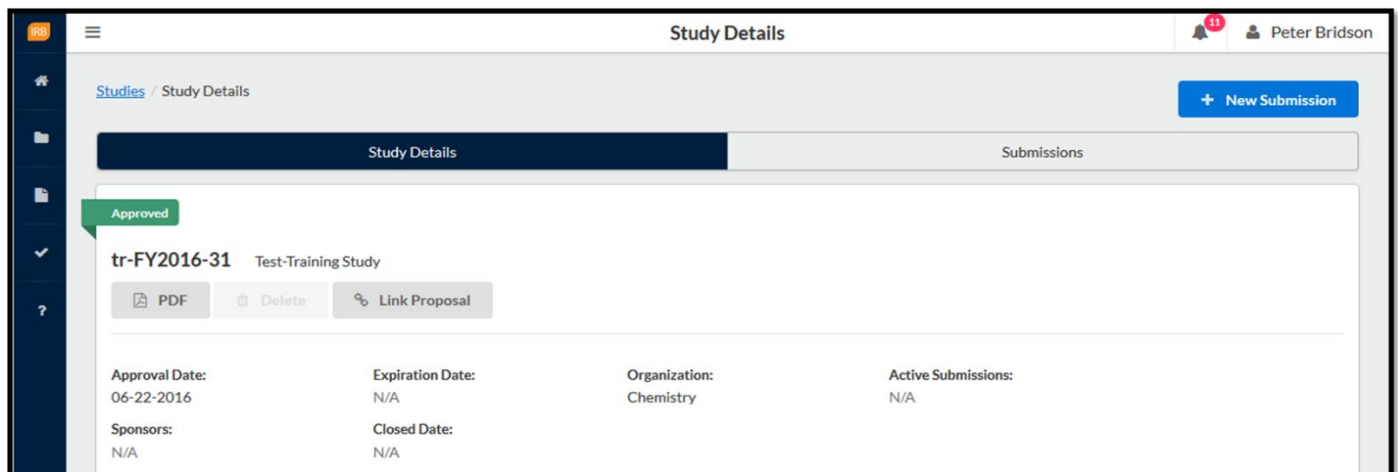 IRB
Study Details
11
Peter Bridson
Studies / Study Details
+ New Submission
Study Details
Submissions
Approved
tr-FY2016-31 Test-Training Study
PDF Delete Link Proposal
?
Approval Date: Expiration Date: Organization: Active Submissions:
06-22-2016 N/A Chemistry N/A
Sponsors: Closed Date:
N/A N/A